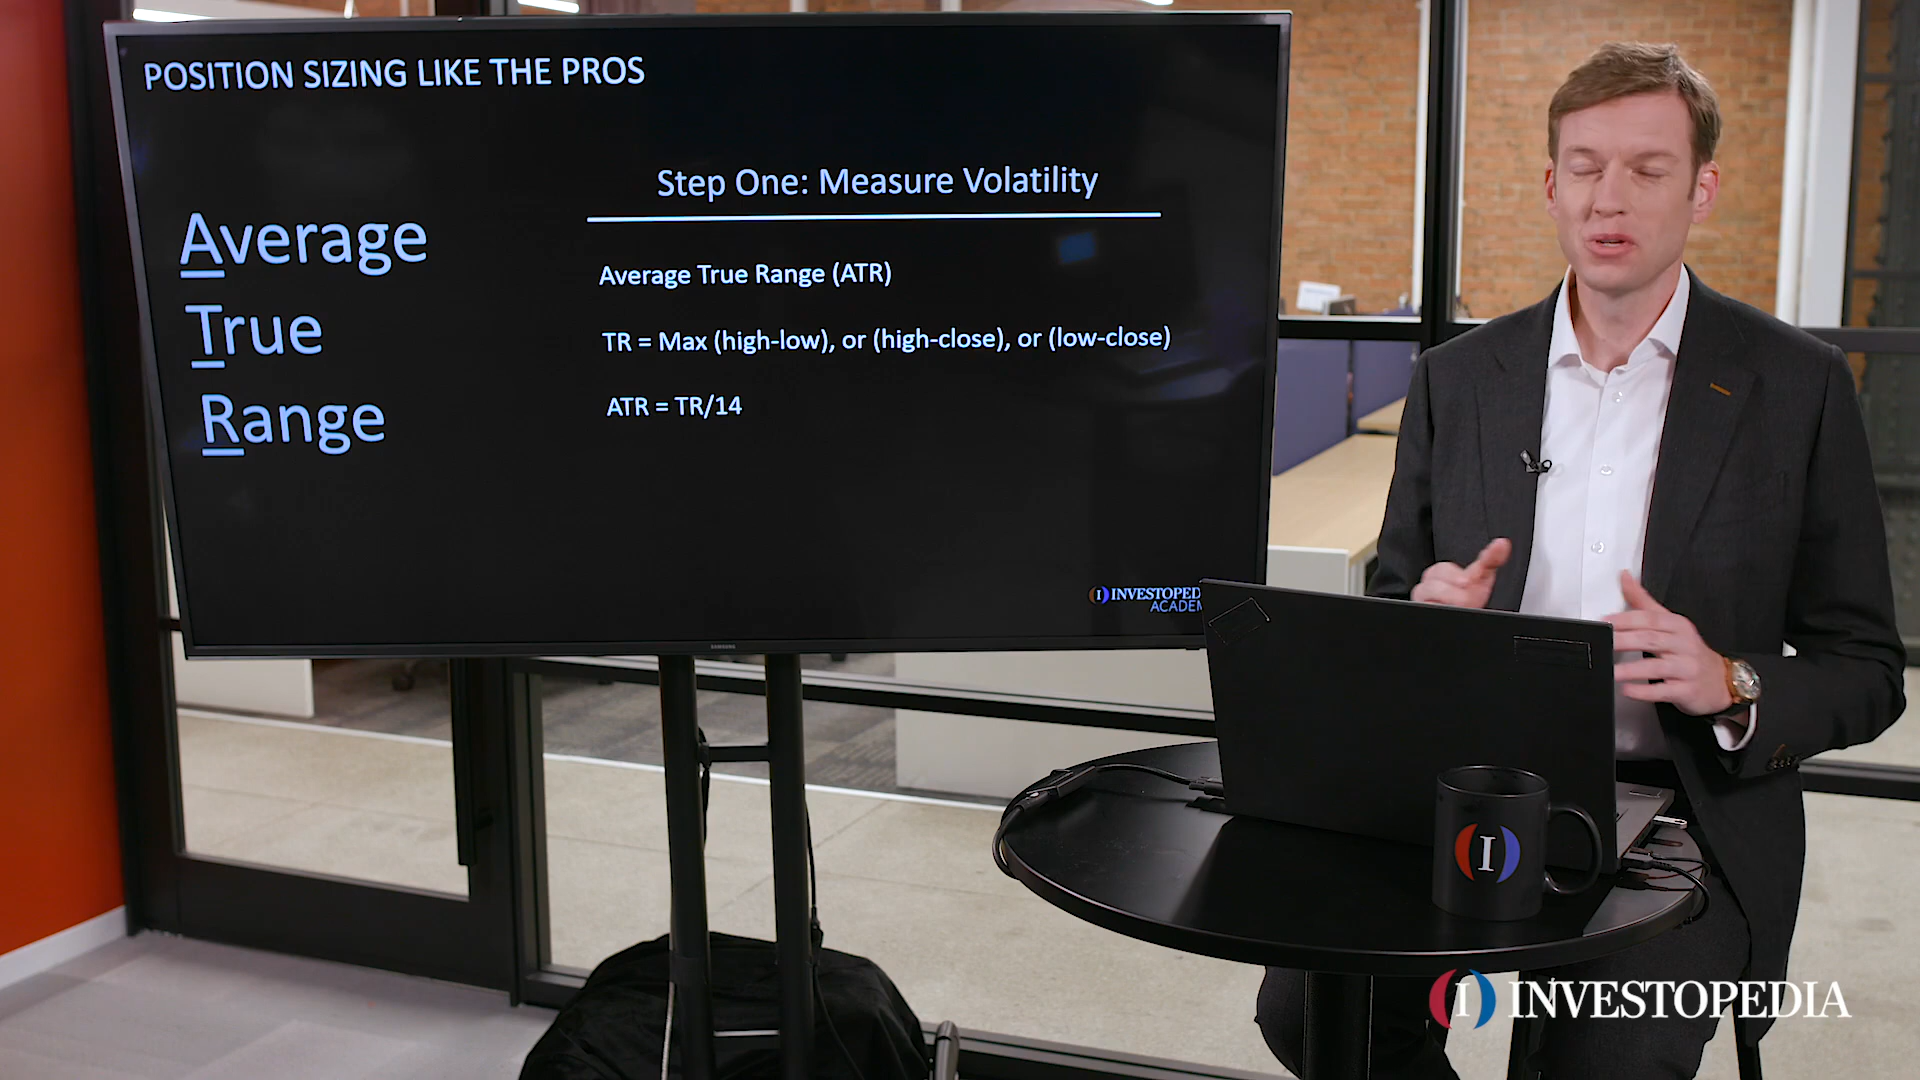 POSITION SIZING LIKE THE PROS
Average
True
Range
Step One: Measure Volatility
Average True Range (ATR)
TR = Max (high-low), or (high-close), or (low-close)
ATR = TR/14
SAMSUNG
I
I
INVESTOPEDIA